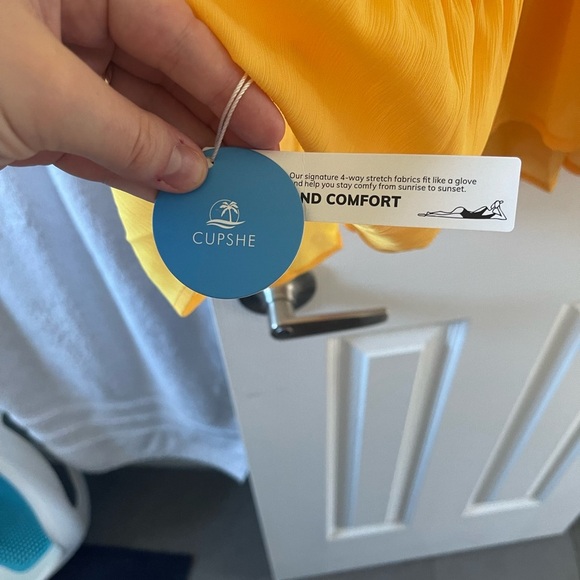 Our signature 4-way stretch fabrics fit like a glove
nd help you stay comfy from sunrise to sunset.
ND COMFORT
CUPSHE